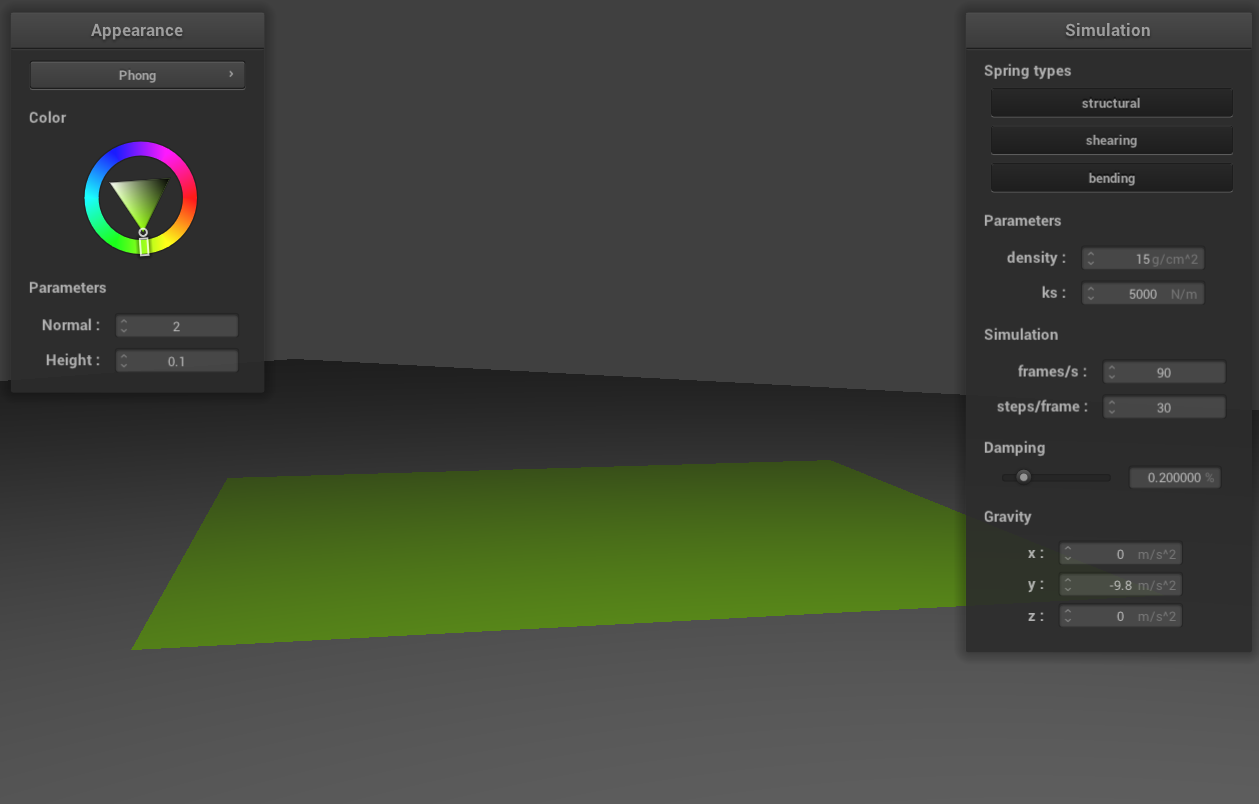 Appearance
Phong
Color
Parameters
Normal : 2
Height : 0.1
Simulation
Spring types
structural
shearing
bending
Parameters
density : 15 g/cm^2
ks : 5000 N/m
Simulation
frames/s : 90
steps/frame : 30
Damping
0.200000 %
Gravity
x : 0 m/s^2
y : -9.8 m/s^2
z : 0 m/s^2